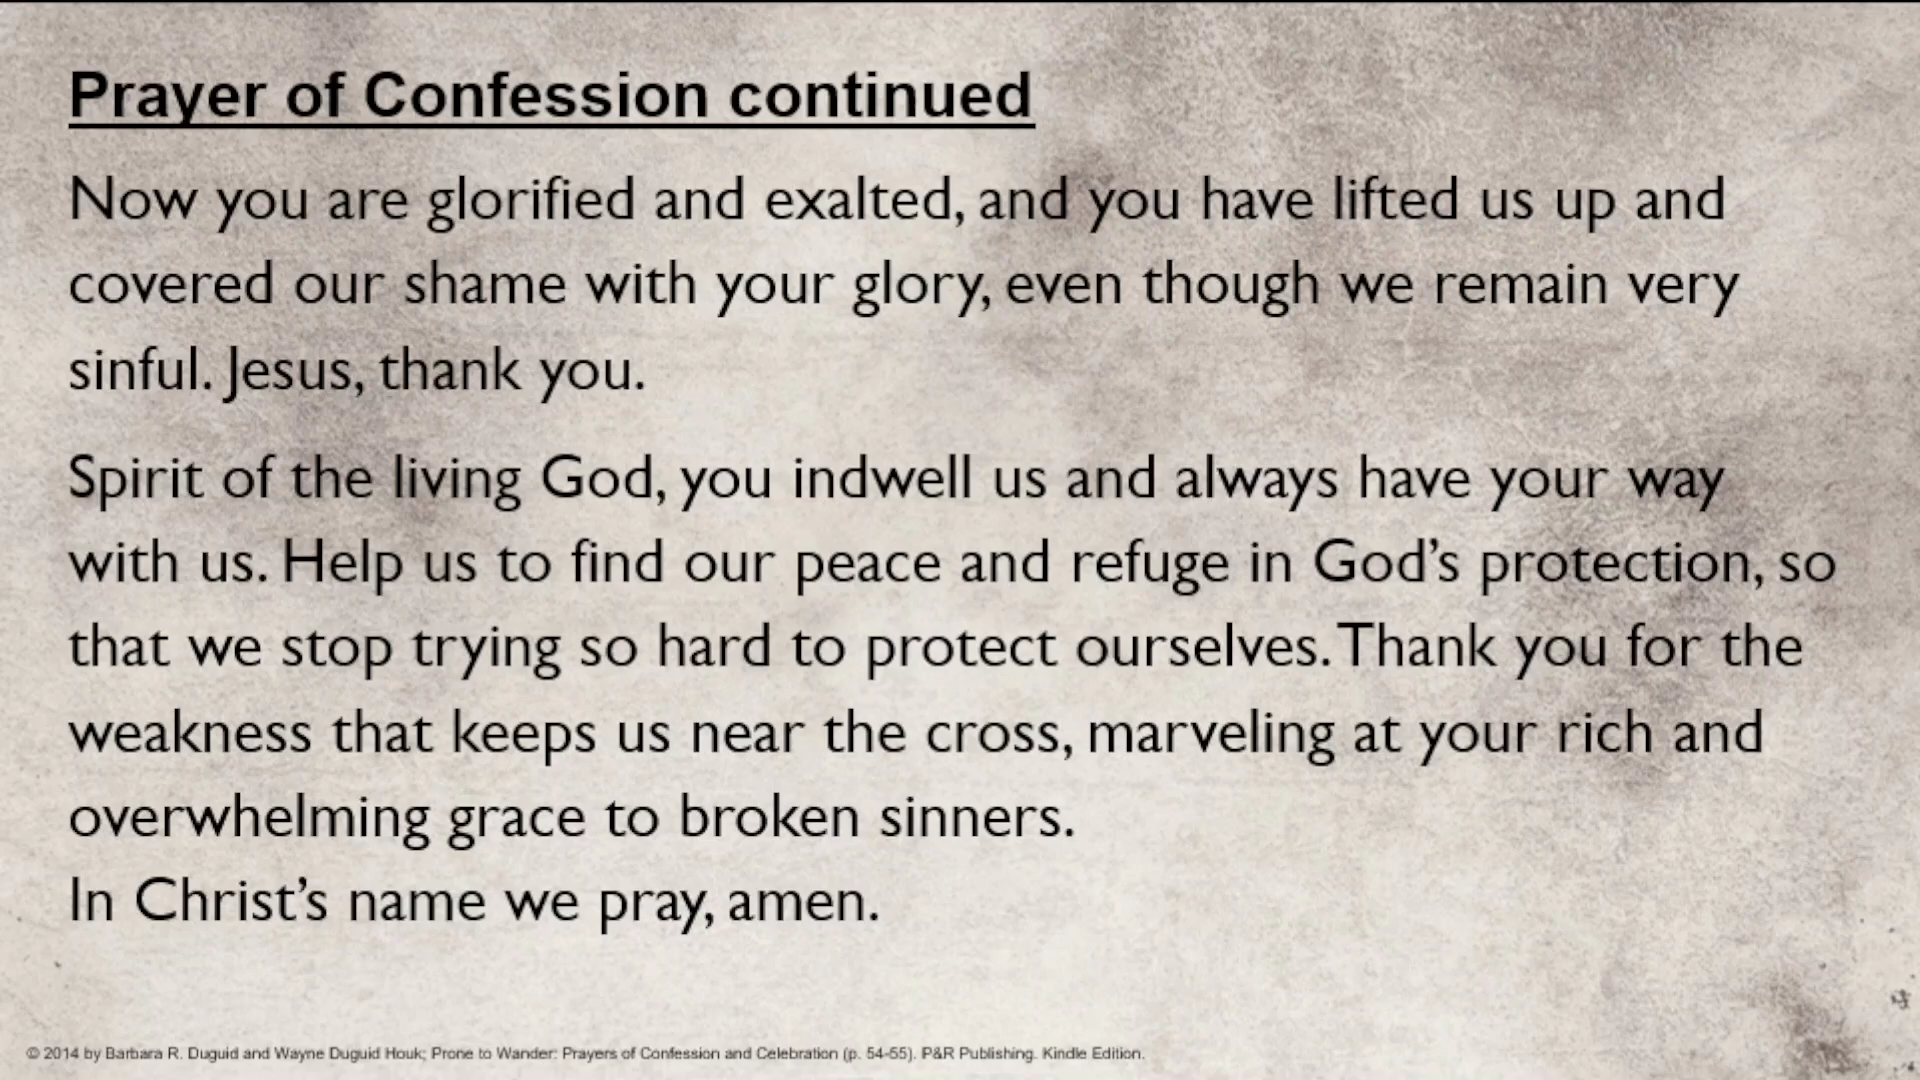 Prayer of Confession continued
Now you are glorified and exalted, and you have lifted us up and
covered our shame with your glory, even though we remain very
sinful. Jesus, thank you.
Spirit of the living God, you indwell us and always have your way
with us. Help us to find our peace and refuge in God’s protection, so
that we stop trying so hard to protect ourselves. Thank you for the
weakness that keeps us near the cross, marveling at your rich and
overwhelming grace to broken sinners.
In Christ’s name we pray, amen.
© 2014 by Barbara R. Duguid and Wayne Duguid Houk; Prone to Wander: Prayers of Confession and Celebration (p. 54-55). P&R Publishing. Kindle Edition.